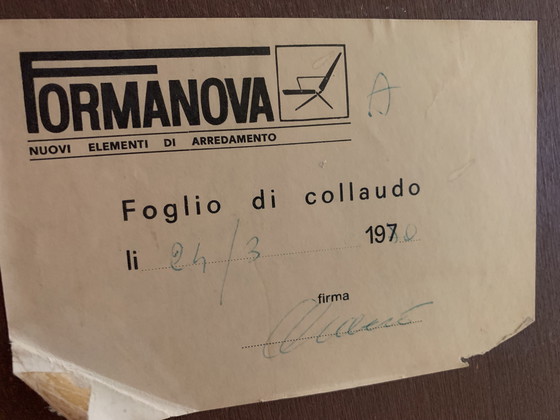 FORMANOVA A
NUOVI ELEMENTI DI ARREDAMENTO
Foglio di collaudo
li 24/3 197
firma